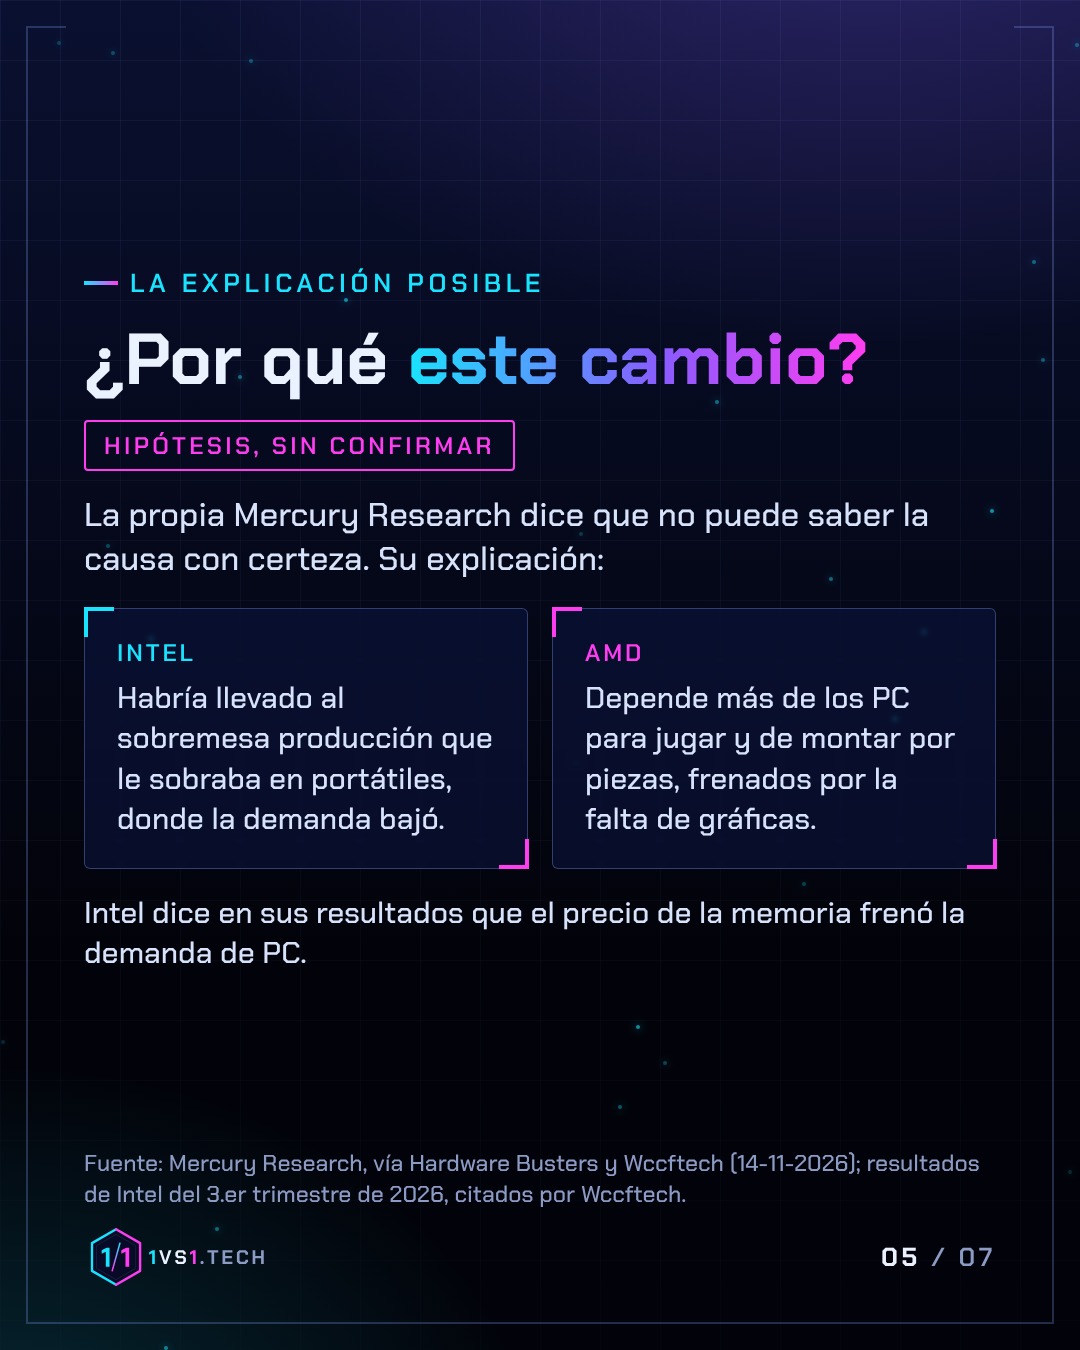 LA EXPLICACIÓN POSIBLE
¿Por qué este cambio?
HIPÓTESIS, SIN CONFIRMAR
La propia Mercury Research dice que no puede saber la
causa con certeza. Su explicación:
INTEL
Habría llevado al
sobremesa producción que
le sobraba en portátiles,
donde la demanda bajó.
AMD
Depende más de los PC
para jugar y de montar por
piezas, frenados por la
falta de gráficas.
Intel dice en sus resultados que el precio de la memoria frenó la
demanda de PC.
Fuente: Mercury Research, vía Hardware Busters y Wccftech (14-11-2026); resultados
de Intel del 3.er trimestre de 2026, citados por Wccftech.
1/1 1VS1.TECH
05 / 07